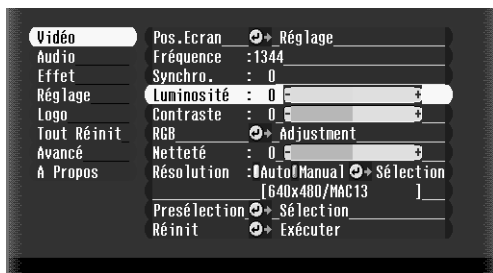 Vidéo
Audio
Effet
Réglage
Logo
Tout Réinit
Avancé
A Propos
Pos.Ecran Réglage
Fréquence :1344
Synchro. : 0
Luminosité : 0 - +
Contraste : 0 - +
RGB Adjustment
Netteté : 0 - +
Résolution : Auto Manual Sélection
[640x480/MAC13 ]
Presélection Sélection
Réinit Exécuter